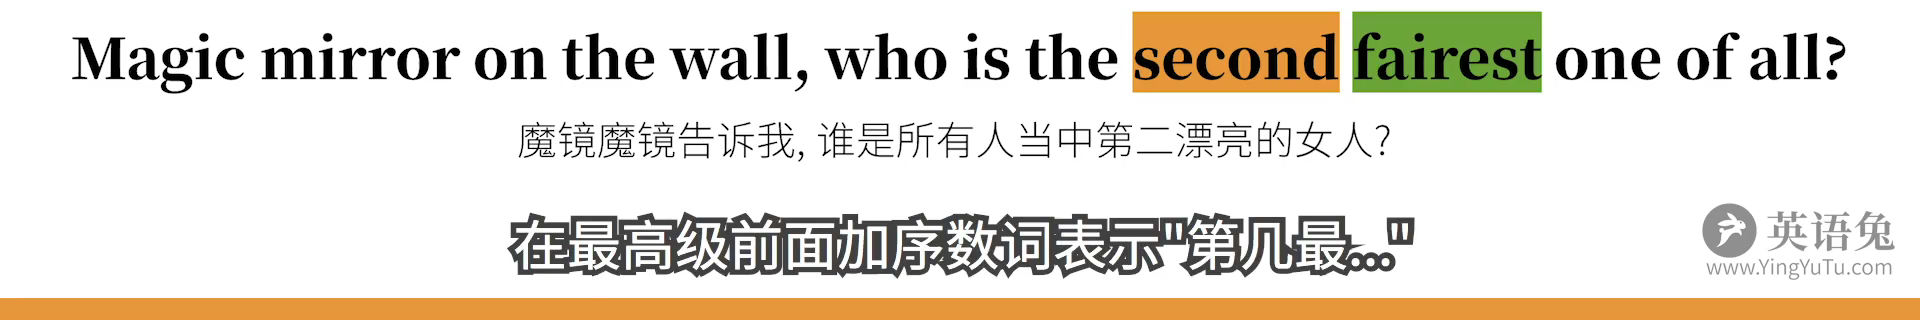 Magic mirror on the wall, who is the second fairest one of all?
魔镜魔镜告诉我, 谁是所有人当中第二漂亮的女人?
在最高级前面加序数词表示"第几最..."
英语兔
www.YingYuTu.com